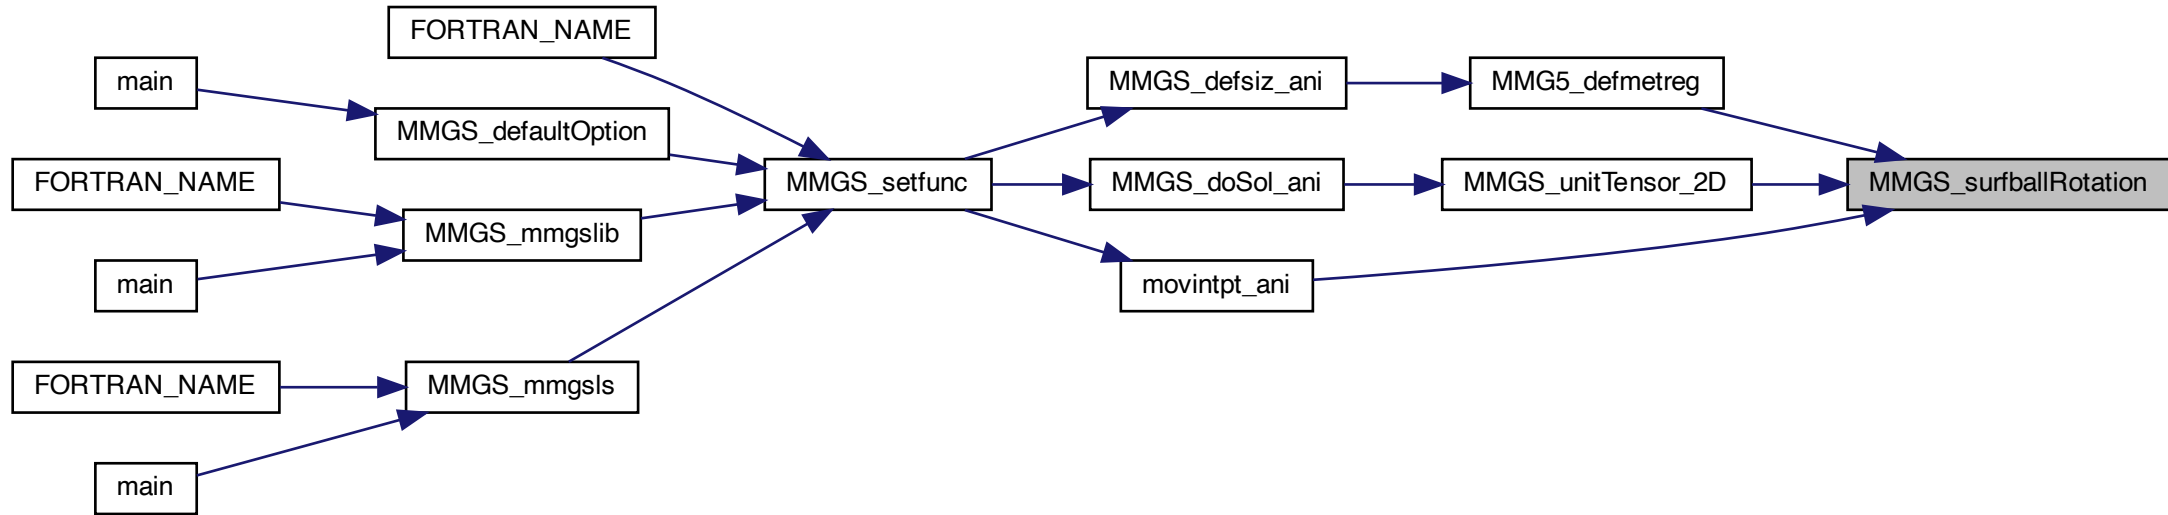 FORTRAN_NAME
main
MMGS_defsiz_ani
MMG5_defmetreg
MMGS_defaultOption
FORTRAN_NAME
MMGS_setfunc
MMGS_doSol_ani
MMGS_unitTensor_2D
MMGS_surfballRotation
MMGS_mmgslib
main
movintpt_ani
FORTRAN_NAME
MMGS_mmgsls
main